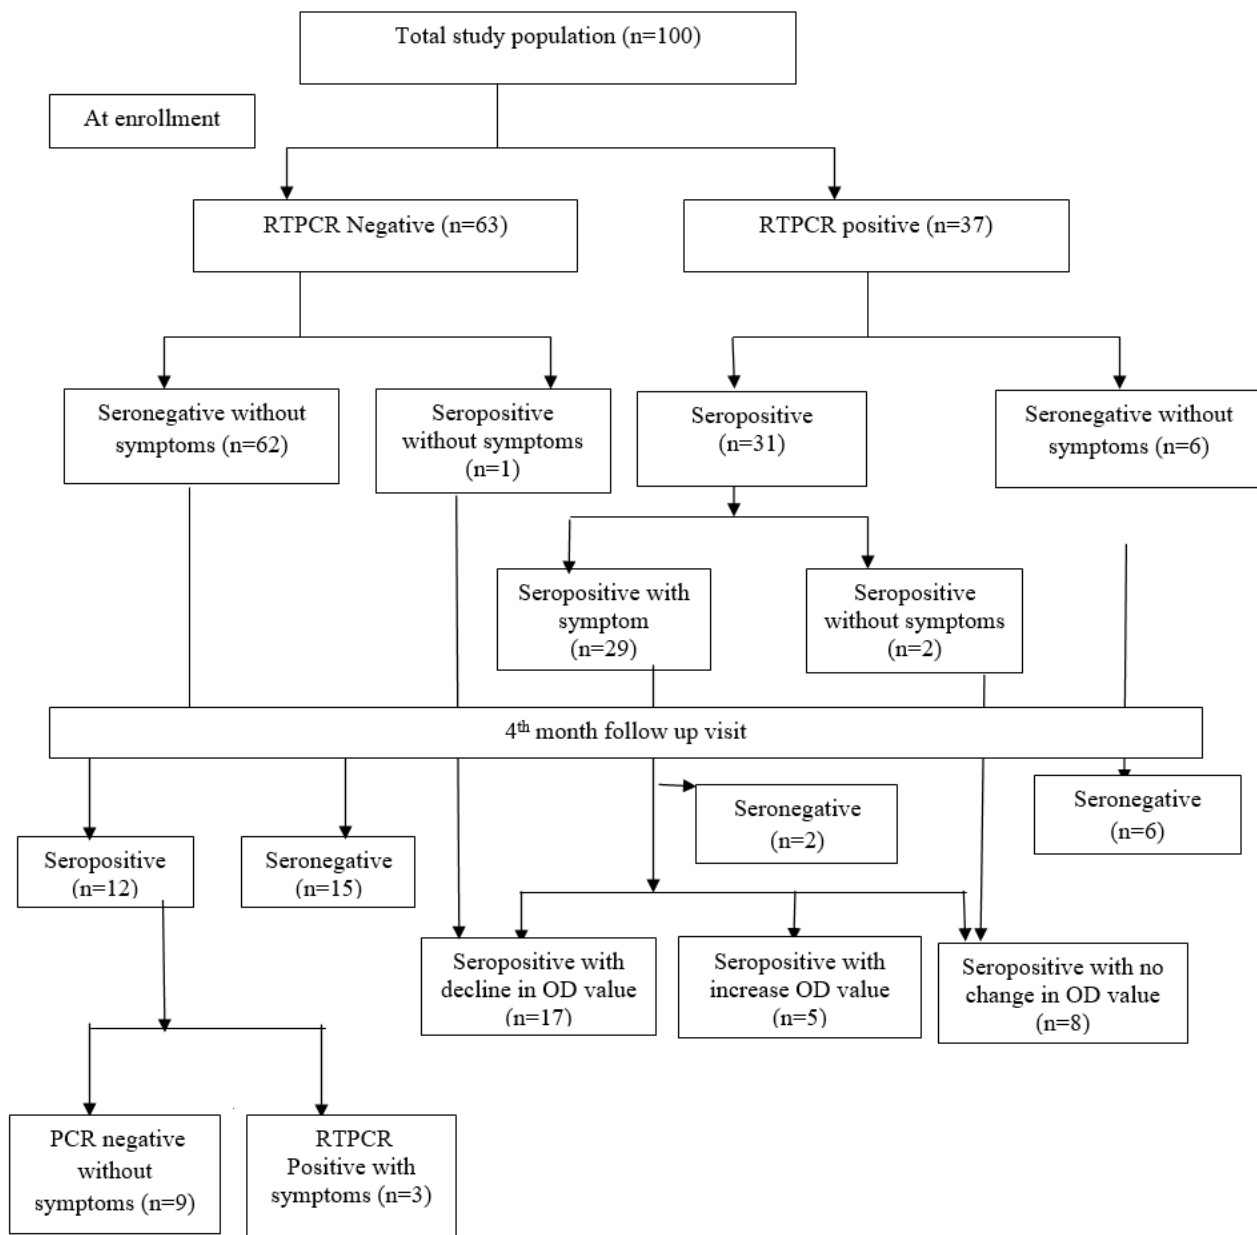 Total study population (n=100)
At enrollment
RTPCR Negative (n=63)
RTPCR positive (n=37)
Seronegative without
symptoms (n=62)
Seropositive
without symptoms
(n=1)
Seropositive
(n=31)
Seronegative without
symptoms (n=6)
Seropositive with
symptom
(n=29)
Seropositive
without symptoms
(n=2)
4th month follow up visit
Seropositive
(n=12)
Seronegative
(n=15)
Seronegative
(n=2)
Seronegative
(n=6)
Seropositive with
decline in OD value
(n=17)
Seropositive with
increase OD value
(n=5)
Seropositive with no
change in OD value
(n=8)
PCR negative
without
symptoms (n=9)
RTPCR
Positive with
symptoms (n=3)